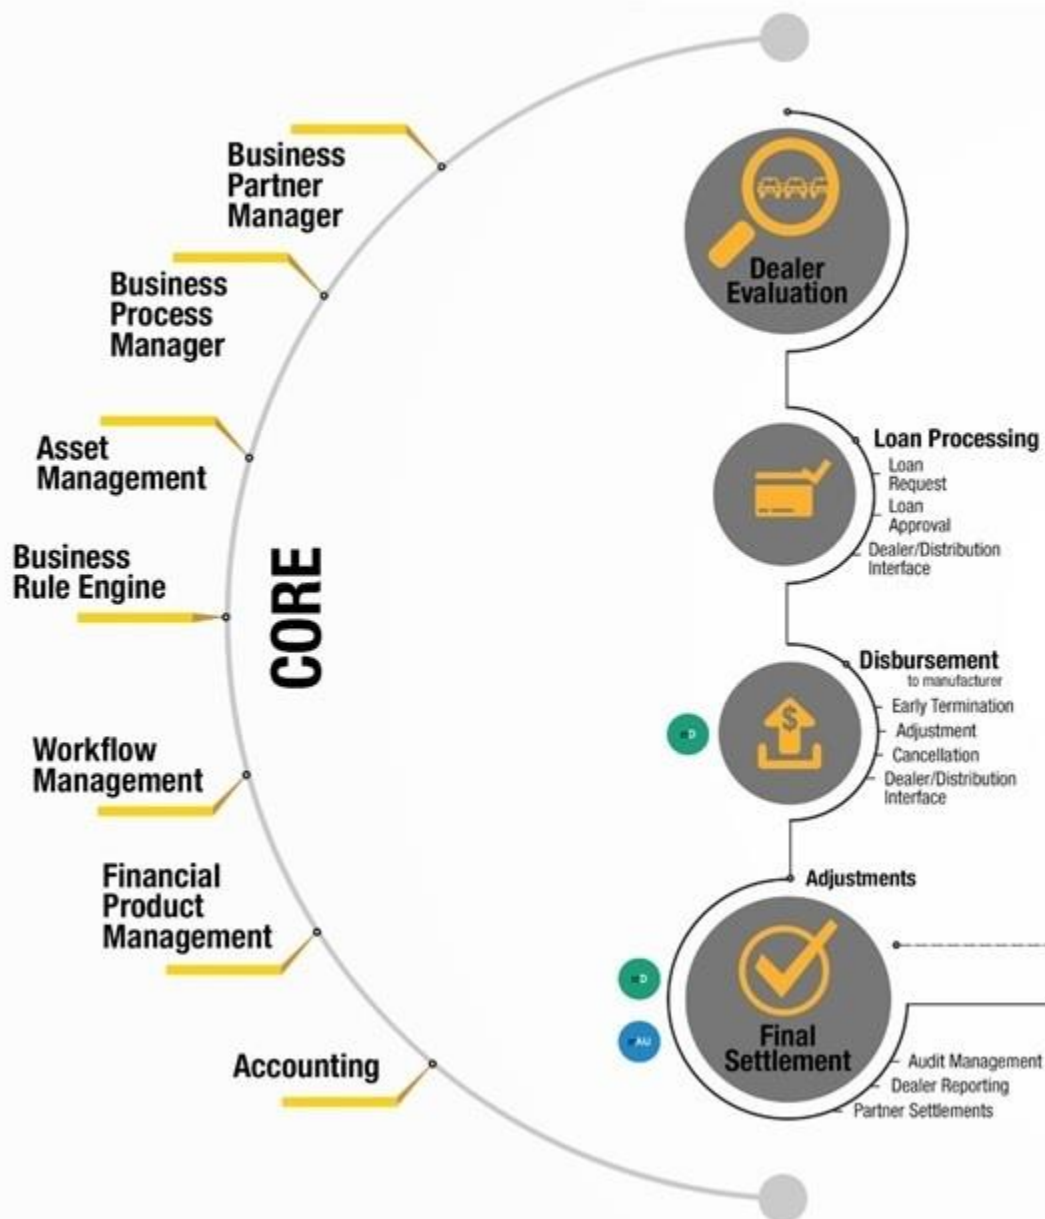 Business
Partner
Manager
Business
Process
Manager
Asset
Management
Business
Rule Engine
CORE
Workflow
Management
Financial
Product
Management
Accounting
Dealer
Evaluation
Loan Processing
Loan
Request
Loan
Approval
Dealer/Distribution
Interface
Disbursement
to manufacturer
$
Early Termination
Adjustment
Cancellation
Dealer/Distribution
Interface
Adjustments
Final
Settlement
Audit Management
Dealer Reporting
Partner Settlements